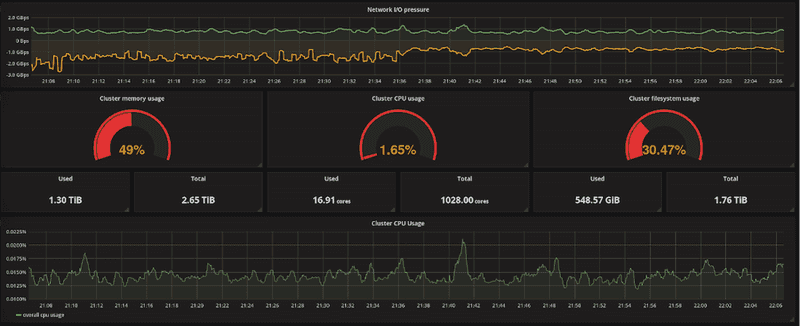 Network I/O pressure
2.0 GBps
1.0 GBps
0 Bps
-1.0 GBps
-2.0 GBps
-3.0 GBps
21:08 21:10 21:12 21:14 21:16 21:18 21:20 21:22 21:24 21:26 21:28 21:30 21:32 21:34 21:36 21:38 21:40 21:42 21:44 21:46 21:48 21:50 21:52 21:54 21:56 21:58 22:00 22:02 22:04 22:06
Cluster memory usage Cluster CPU usage Cluster filesystem usage
49% 1.65% 30.47%
Used Total Used Total Used Total
1.30 TiB 2.65 TiB 16.91 cores 1028.00 cores 548.57 GiB 1.76 TiB
Cluster CPU Usage
0.0225%
0.0200%
0.0175%
0.0150%
0.0125%
0.0100%
21:08 21:10 21:12 21:14 21:16 21:18 21:20 21:22 21:24 21:26 21:28 21:30 21:32 21:34 21:36 21:38 21:40 21:42 21:44 21:46 21:48 21:50 21:52 21:54 21:56 21:58 22:00 22:02 22:04 22:06
overall cpu usage